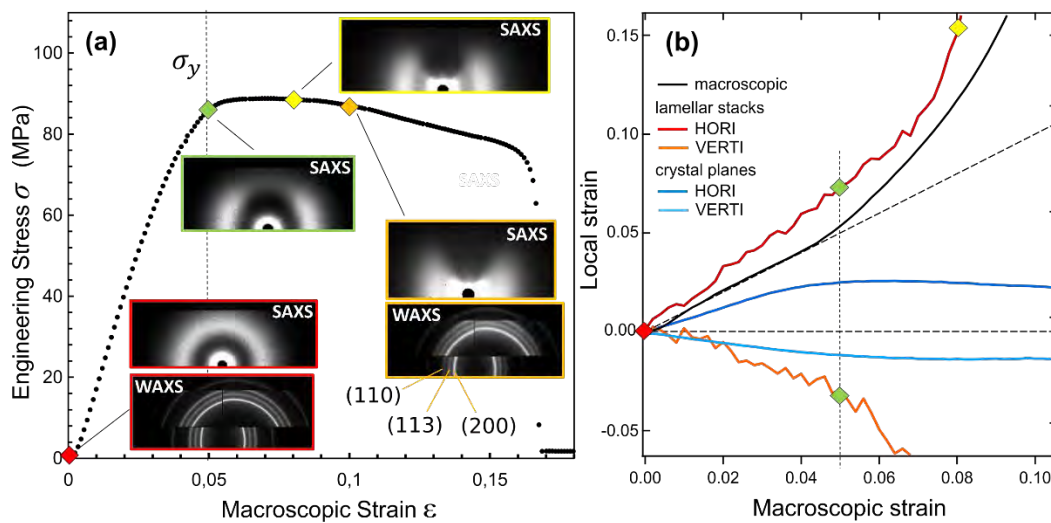 (a)
100
80
60
40
20
0
Engineering Stress σ (MPa)
σy
SAXS
SAXS
SAXS
SAXS
SAXS
WAXS
WAXS
(110)
(113)
(200)
0
0,05
0,1
0,15
Macroscopic Strain ε
(b)
macroscopic
lamellar stacks
HORI
VERTI
crystal planes
HORI
VERTI
0.15
0.10
0.05
0.00
-0.05
Local strain
0.00
0.02
0.04
0.06
0.08
0.10
Macroscopic strain